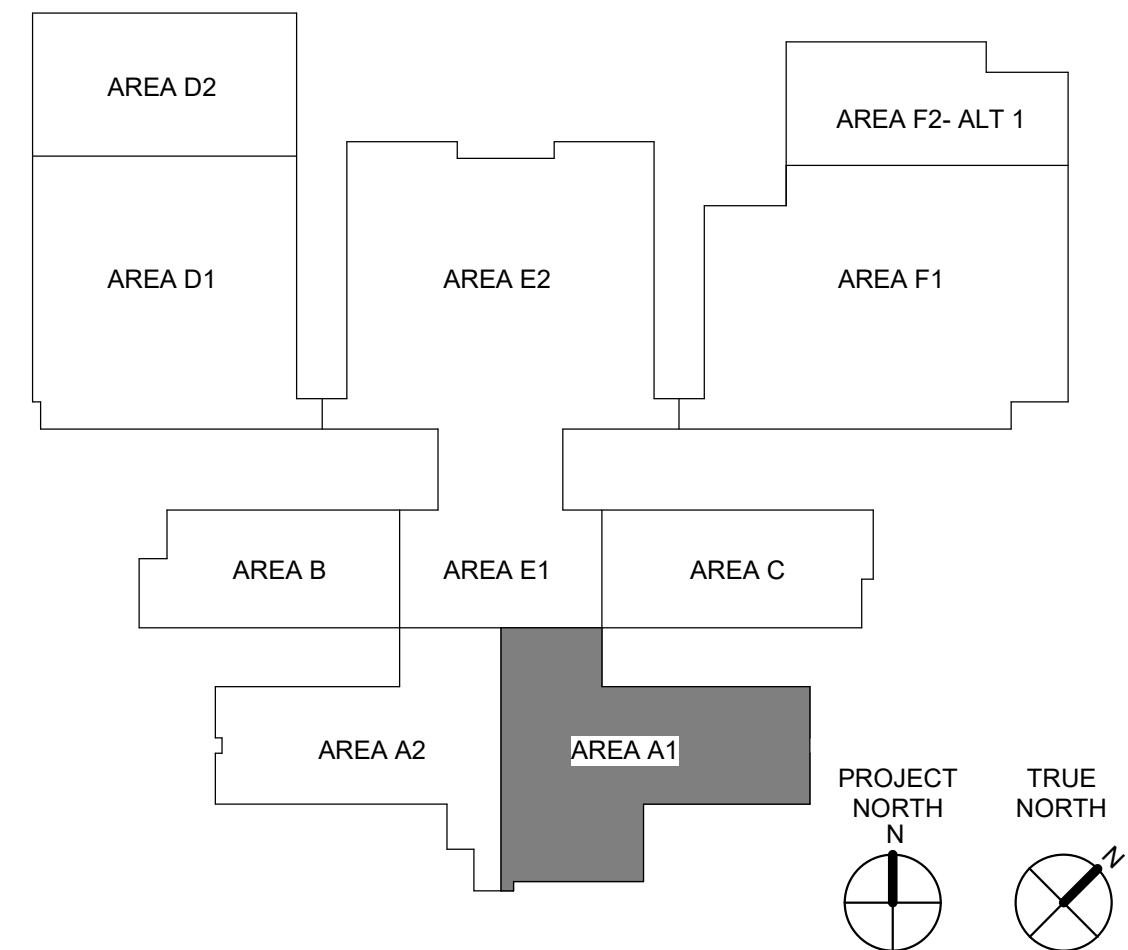 AREA D2
AREA F2- ALT 1
AREA D1
AREA E2
AREA F1
AREA B
AREA E1
AREA C
AREA A2
AREA A1
PROJECT
NORTH
N
TRUE
NORTH
N